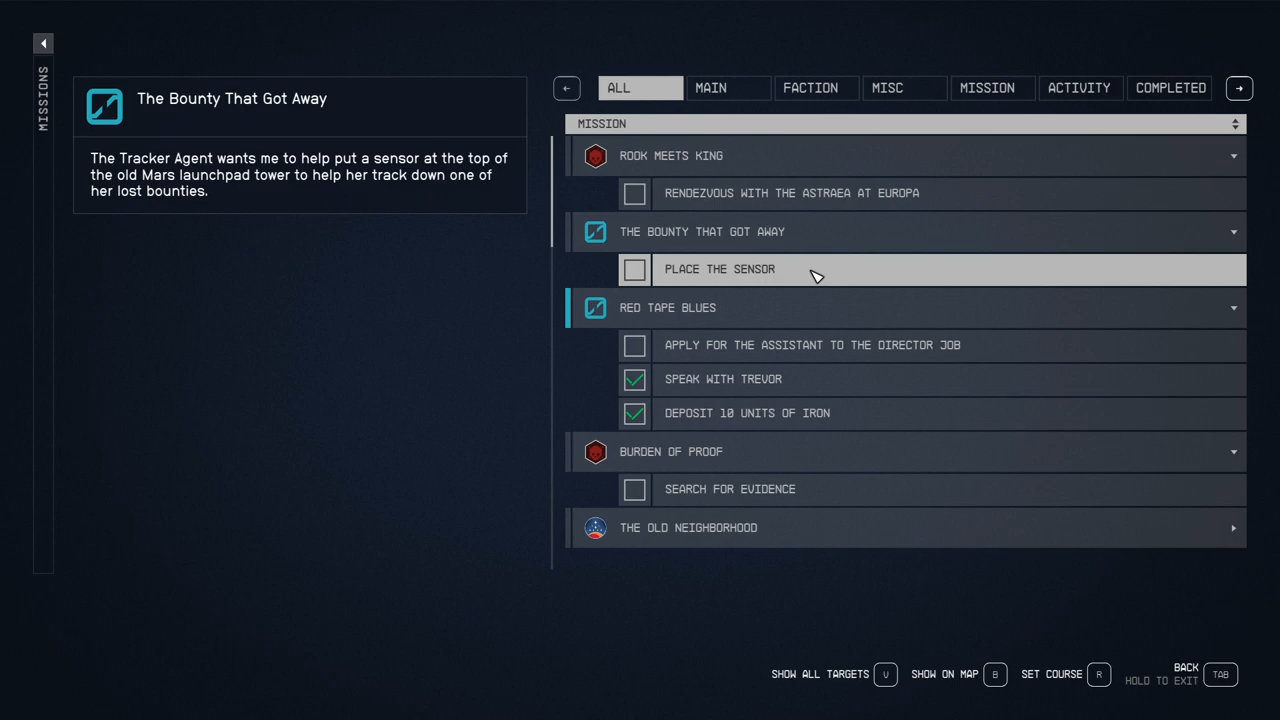 MISSIONS
The Bounty That Got Away
The Tracker Agent wants me to help put a sensor at the top of
the old Mars launchpad tower to help her track down one of
her lost bounties.
ALL MAIN FACTION MISC MISSION ACTIVITY COMPLETED
MISSION
ROOK MEETS KING
RENDEZVOUS WITH THE ASTRAEA AT EUROPA
THE BOUNTY THAT GOT AWAY
PLACE THE SENSOR
RED TAPE BLUES
APPLY FOR THE ASSISTANT TO THE DIRECTOR JOB
SPEAK WITH TREVOR
DEPOSIT 10 UNITS OF IRON
BURDEN OF PROOF
SEARCH FOR EVIDENCE
THE OLD NEIGHBORHOOD
SHOW ALL TARGETS V SHOW ON MAP B SET COURSE R BACK TAB
HOLD TO EXIT